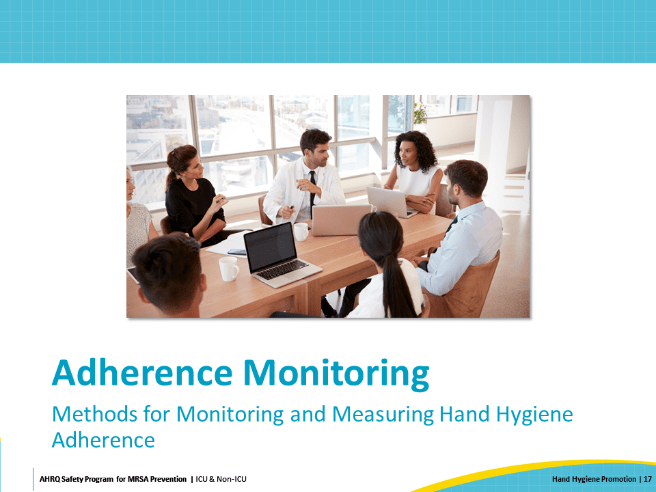 Adherence Monitoring
Methods for Monitoring and Measuring Hand Hygiene
Adherence
AHRQ Safety Program for MRSA Prevention | ICU & Non-ICU
Hand Hygiene Promotion | 17